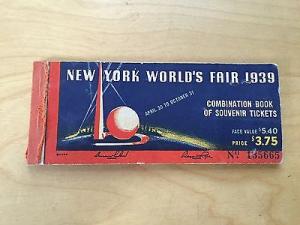 NEW YORK WORLD'S FAIR 1939
APRIL 30 TO OCTOBER 31
COMBINATION BOOK
OF SOUVENIR TICKETS
FACE VALUE $5.40
PRICE $3.75
No 135665